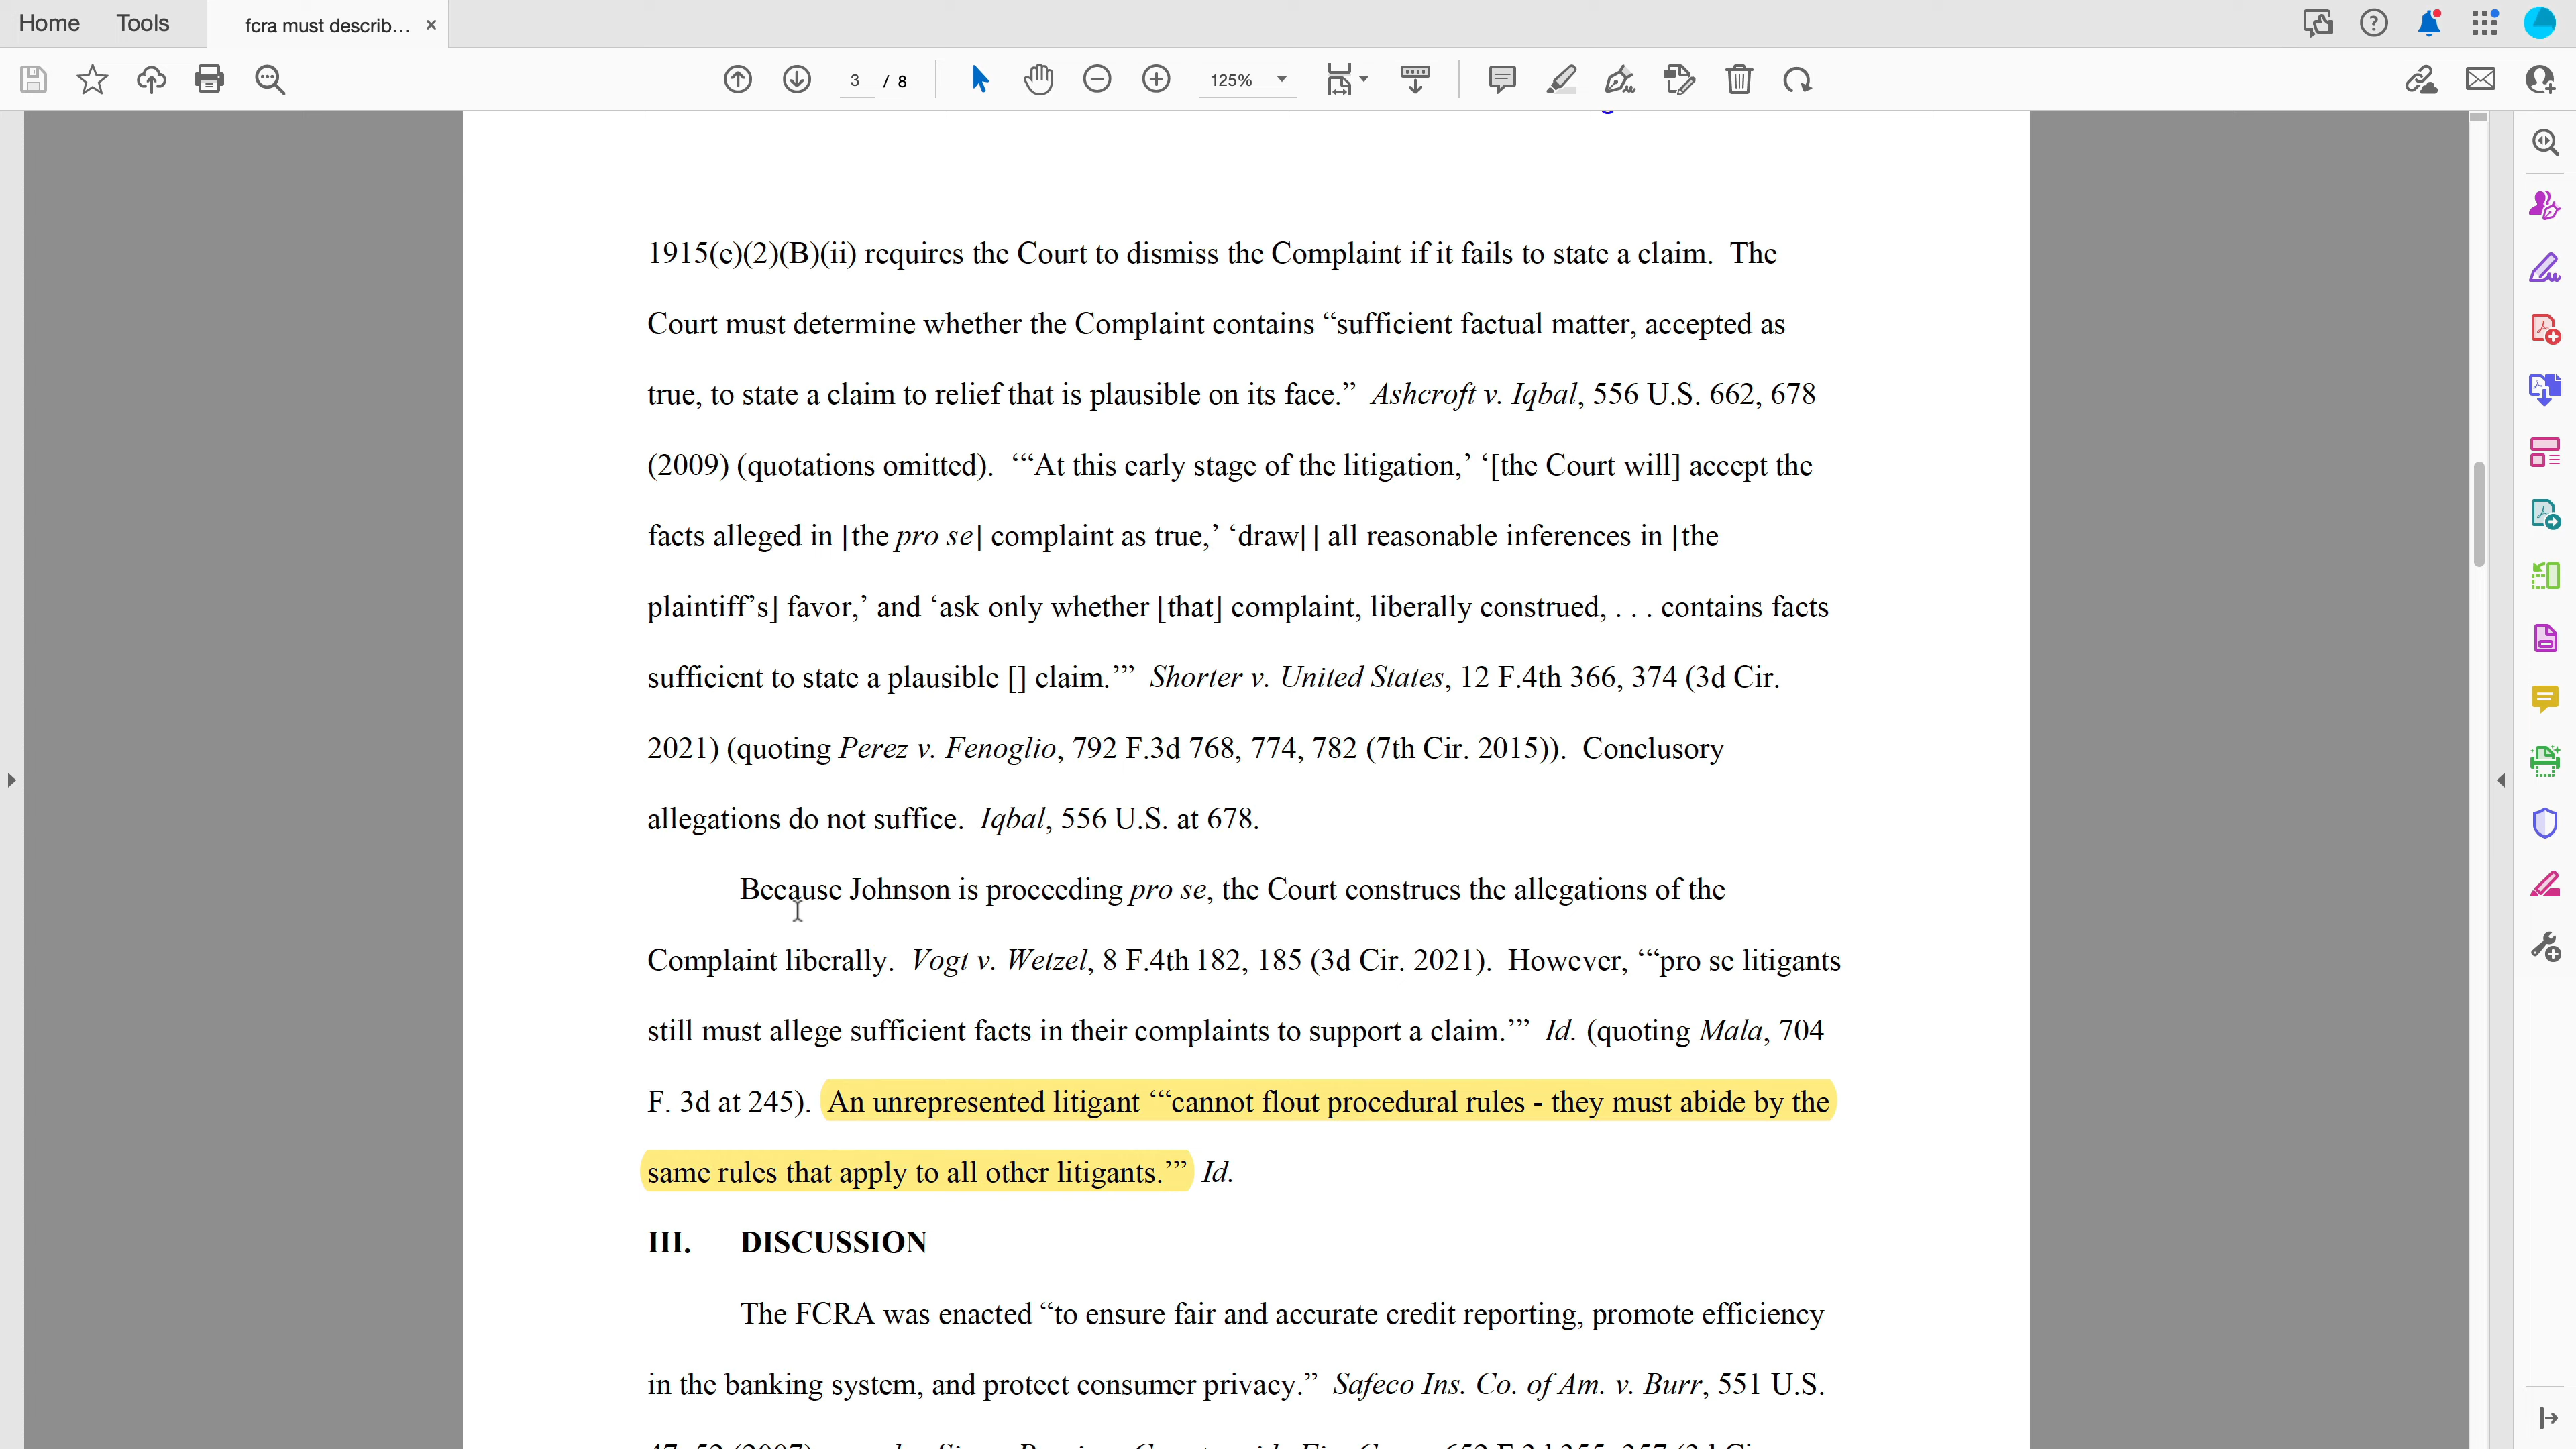 Home Tools fcra must describ... ×
3 / 8 125%
1915(e)(2)(B)(ii) requires the Court to dismiss the Complaint if it fails to state a claim. The
Court must determine whether the Complaint contains “sufficient factual matter, accepted as
true, to state a claim to relief that is plausible on its face.” Ashcroft v. Iqbal, 556 U.S. 662, 678
(2009) (quotations omitted). “‘At this early stage of the litigation,’ ‘[the Court will] accept the
facts alleged in [the pro se] complaint as true,’ ‘draw[] all reasonable inferences in [the
plaintiff’s] favor,’ and ‘ask only whether [that] complaint, liberally construed, . . . contains facts
sufficient to state a plausible [] claim.’” Shorter v. United States, 12 F.4th 366, 374 (3d Cir.
2021) (quoting Perez v. Fenoglio, 792 F.3d 768, 774, 782 (7th Cir. 2015)). Conclusory
allegations do not suffice. Iqbal, 556 U.S. at 678.
Because Johnson is proceeding pro se, the Court construes the allegations of the
Complaint liberally. Vogt v. Wetzel, 8 F.4th 182, 185 (3d Cir. 2021). However, “‘pro se litigants
still must allege sufficient facts in their complaints to support a claim.’” Id. (quoting Mala, 704
F. 3d at 245). An unrepresented litigant “‘cannot flout procedural rules - they must abide by the
same rules that apply to all other litigants.’” Id.
III. DISCUSSION
The FCRA was enacted “to ensure fair and accurate credit reporting, promote efficiency
in the banking system, and protect consumer privacy.” Safeco Ins. Co. of Am. v. Burr, 551 U.S.